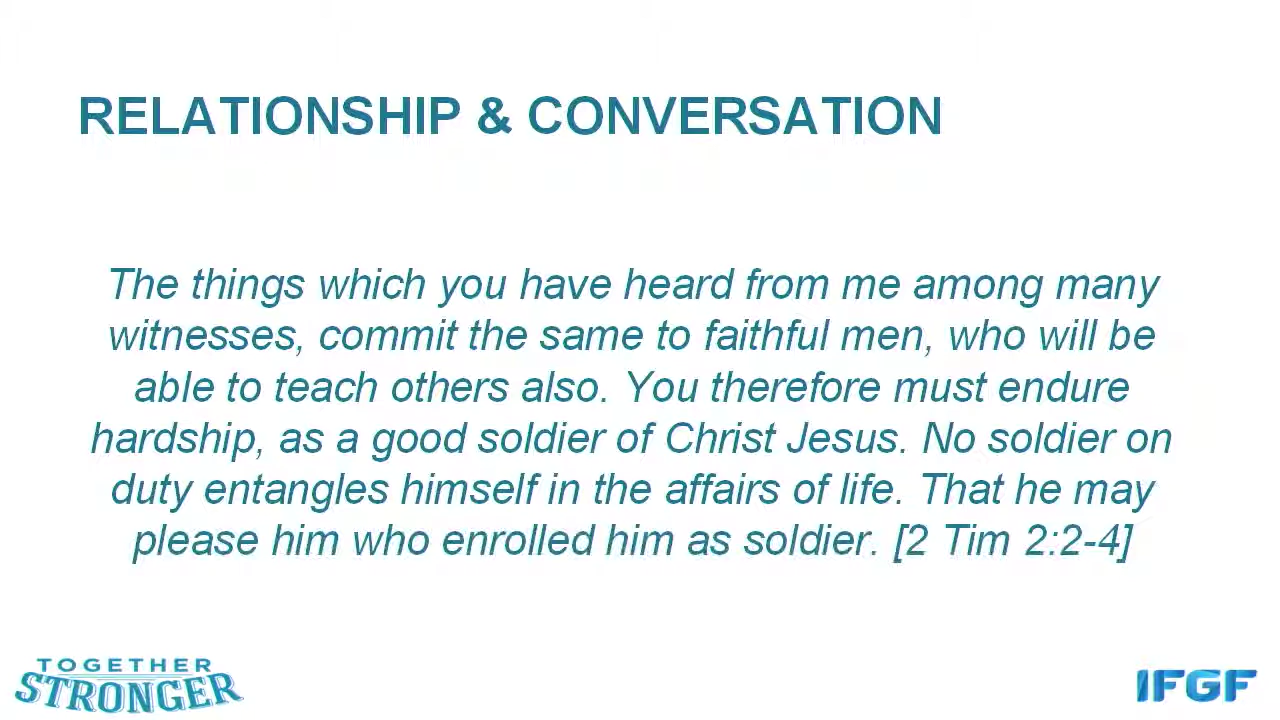 RELATIONSHIP & CONVERSATION
The things which you have heard from me among many
witnesses, commit the same to faithful men, who will be
able to teach others also. You therefore must endure
hardship, as a good soldier of Christ Jesus. No soldier on
duty entangles himself in the affairs of life. That he may
please him who enrolled him as soldier. [2 Tim 2:2-4]
TOGETHER
STRONGER
IFGF